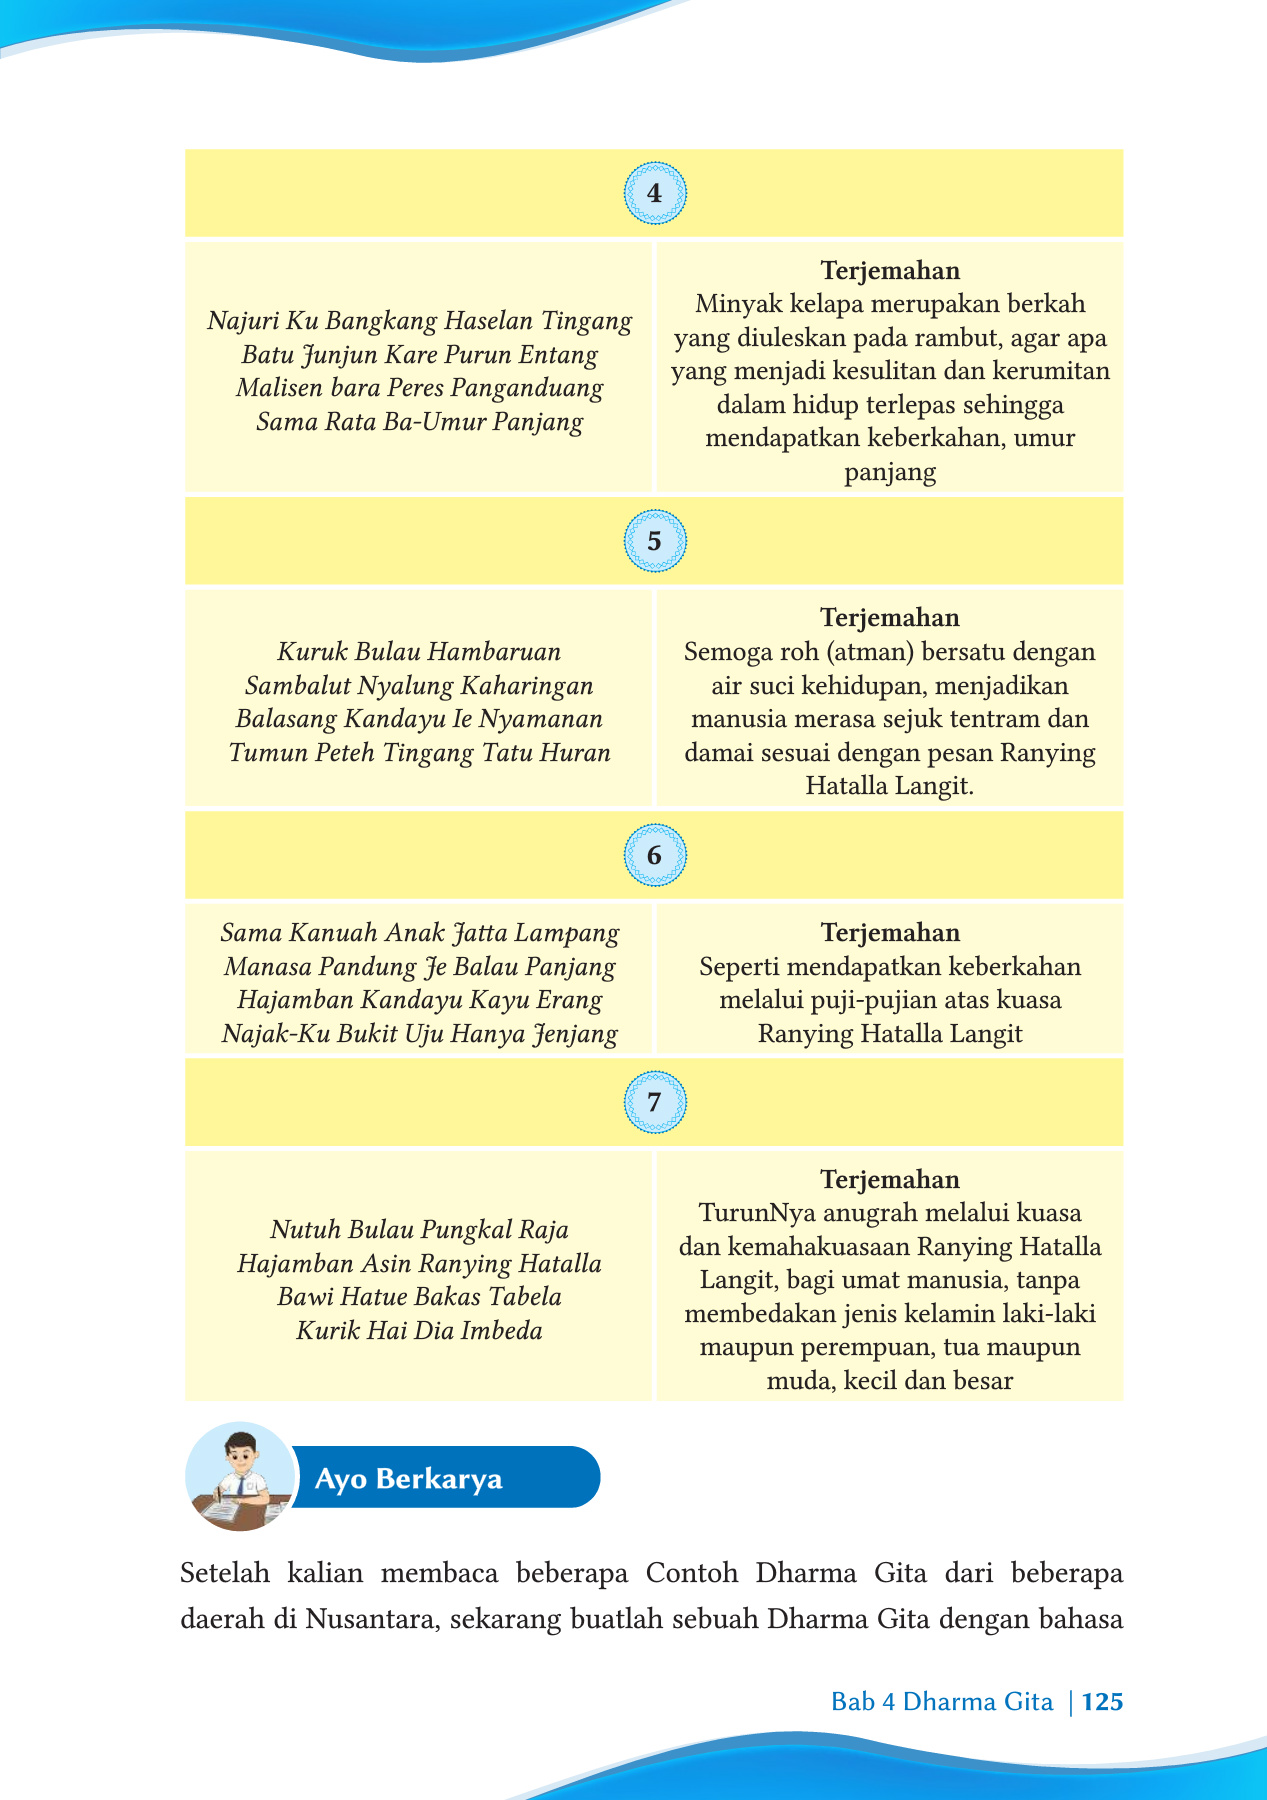 4
Najuri Ku Bangkang Haselan Tingang
Batu Junjun Kare Purun Entang
Malisen bara Peres Panganduang
Sama Rata Ba-Umur Panjang
Terjemahan
Minyak kelapa merupakan berkah
yang diuleskan pada rambut, agar apa
yang menjadi kesulitan dan kerumitan
dalam hidup terlepas sehingga
mendapatkan keberkahan, umur
panjang
5
Kuruk Bulau Hambaruan
Sambalut Nyalung Kaharingan
Balasang Kandayu Ie Nyamanan
Tumun Peteh Tingang Tatu Huran
Terjemahan
Semoga roh (atman) bersatu dengan
air suci kehidupan, menjadikan
manusia merasa sejuk tentram dan
damai sesuai dengan pesan Ranying
Hatalla Langit.
6
Sama Kanuah Anak Jatta Lampang
Manasa Pandung Je Balau Panjang
Hajamban Kandayu Kayu Erang
Najak-Ku Bukit Uju Hanya Jenjang
Terjemahan
Seperti mendapatkan keberkahan
melalui puji-pujian atas kuasa
Ranying Hatalla Langit
7
Nutuh Bulau Pungkal Raja
Hajamban Asin Ranying Hatalla
Bawi Hatue Bakas Tabela
Kurik Hai Dia Imbeda
Terjemahan
TurunNya anugrah melalui kuasa
dan kemahakuasaan Ranying Hatalla
Langit, bagi umat manusia, tanpa
membedakan jenis kelamin laki-laki
maupun perempuan, tua maupun
muda, kecil dan besar
Ayo Berkarya
Setelah kalian membaca beberapa Contoh Dharma Gita dari beberapa
daerah di Nusantara, sekarang buatlah sebuah Dharma Gita dengan bahasa
Bab 4 Dharma Gita | 125